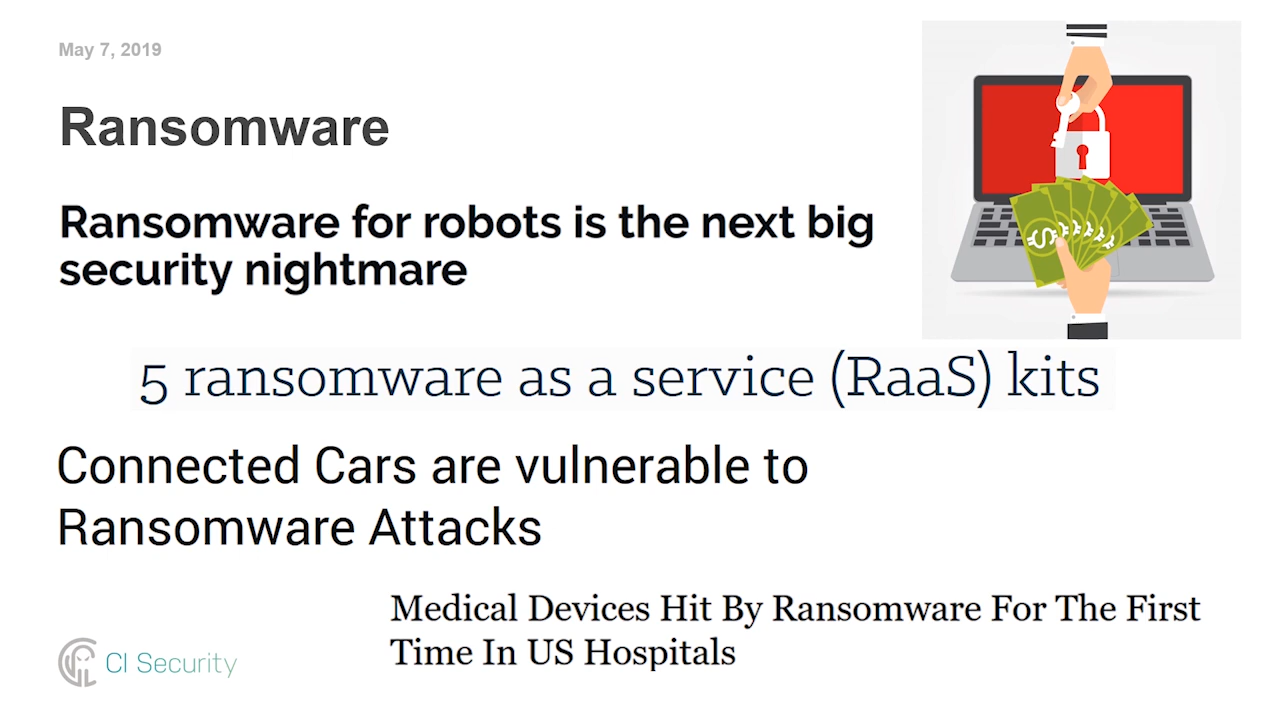 May 7, 2019
Ransomware
Ransomware for robots is the next big
security nightmare
5 ransomware as a service (RaaS) kits
Connected Cars are vulnerable to
Ransomware Attacks
Medical Devices Hit By Ransomware For The First
Time In US Hospitals
CI Security